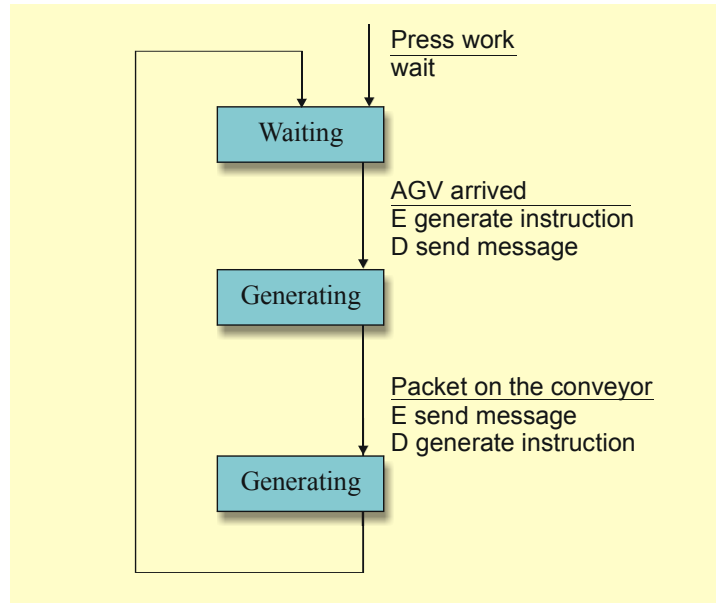 Press work
wait
Waiting
AGV arrived
E generate instruction
D send message
Generating
Packet on the conveyor
E send message
D generate instruction
Generating